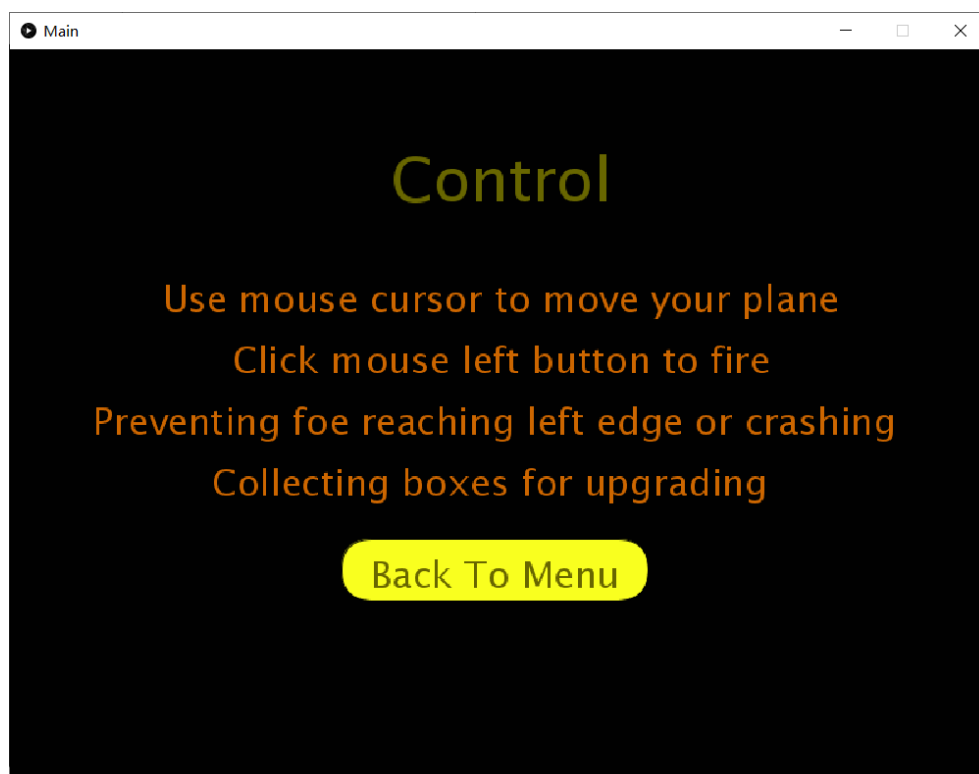 Main
Control
Use mouse cursor to move your plane
Click mouse left button to fire
Preventing foe reaching left edge or crashing
Collecting boxes for upgrading
Back To Menu